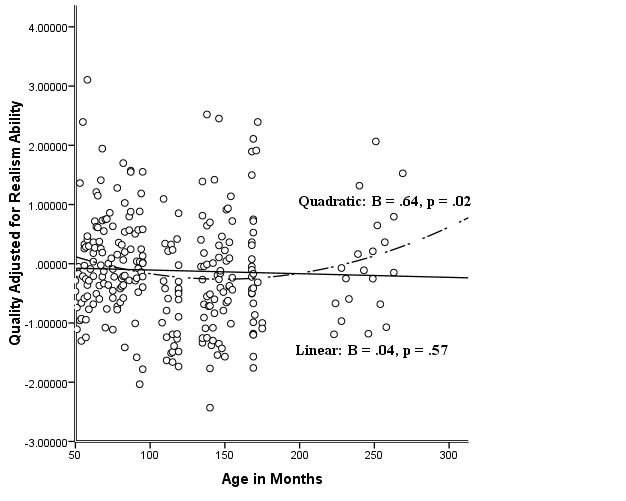 4.00000
3.00000
2.00000
1.00000
.00000
-1.00000
-2.00000
-3.00000
Quality Adjusted for Realism Ability
Quadratic: B = .64, p = .02
Linear: B = .04, p = .57
50 100 150 200 250 300
Age in Months